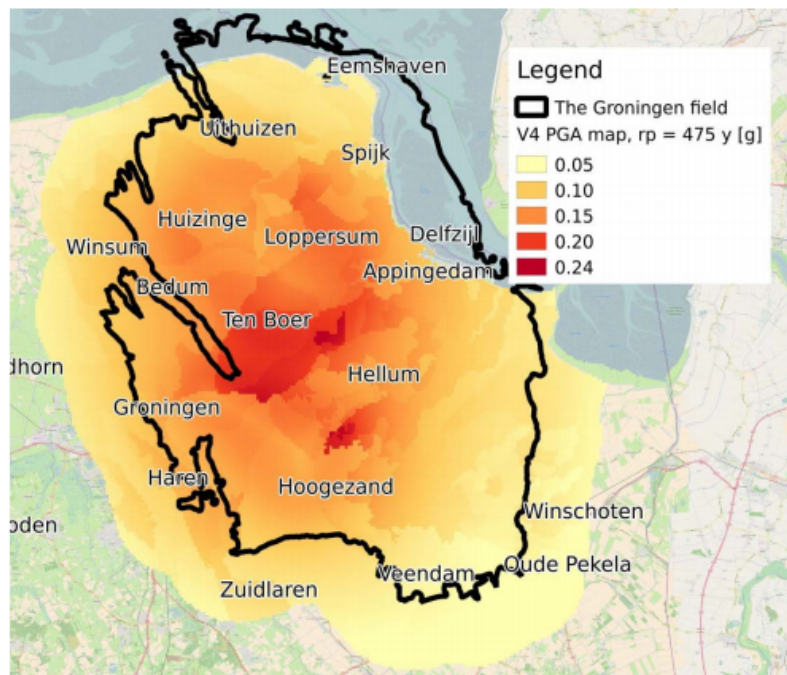 Eemshaven
Legend
The Groningen field
V4 PGA map, rp = 475 y [g]
0.05
0.10
0.15
0.20
0.24
Uithuizen
Spijk
Huizinge
Loppersum
Delfzijl
Winsum
Appingedam
Bedum
Ten Boer
dhorn
Hellum
Groningen
Haren
Hoogezand
oden
Winschoten
Oude Pekela
Veendam
Zuidlaren